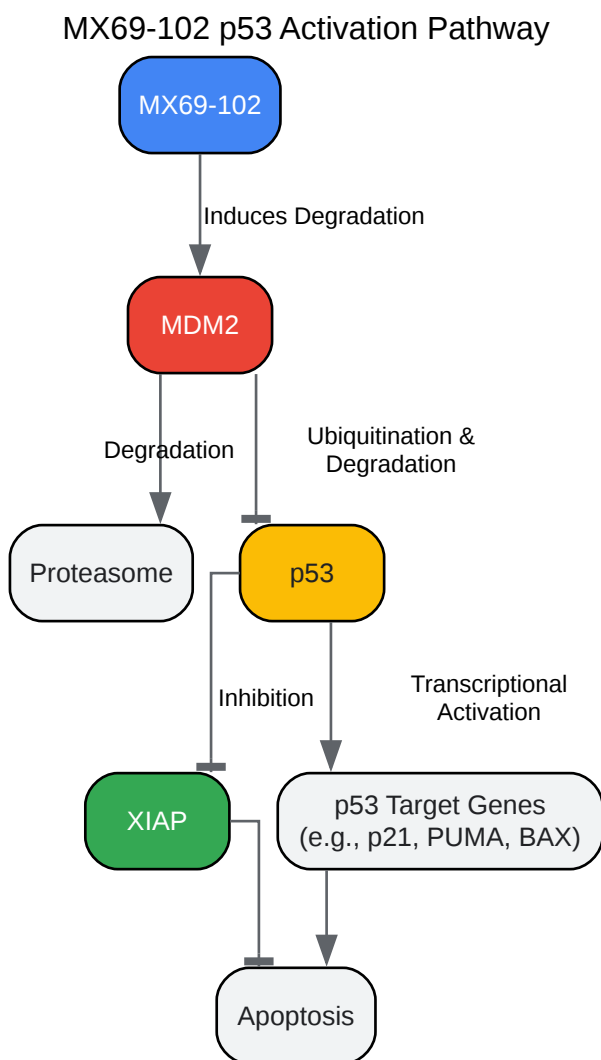 MX69-102 p53 Activation Pathway
MX69-102
Induces Degradation
MDM2
Degradation
Ubiquitination &
Degradation
Proteasome
p53
Inhibition
Transcriptional
Activation
XIAP
p53 Target Genes
(e.g., p21, PUMA, BAX)
Apoptosis